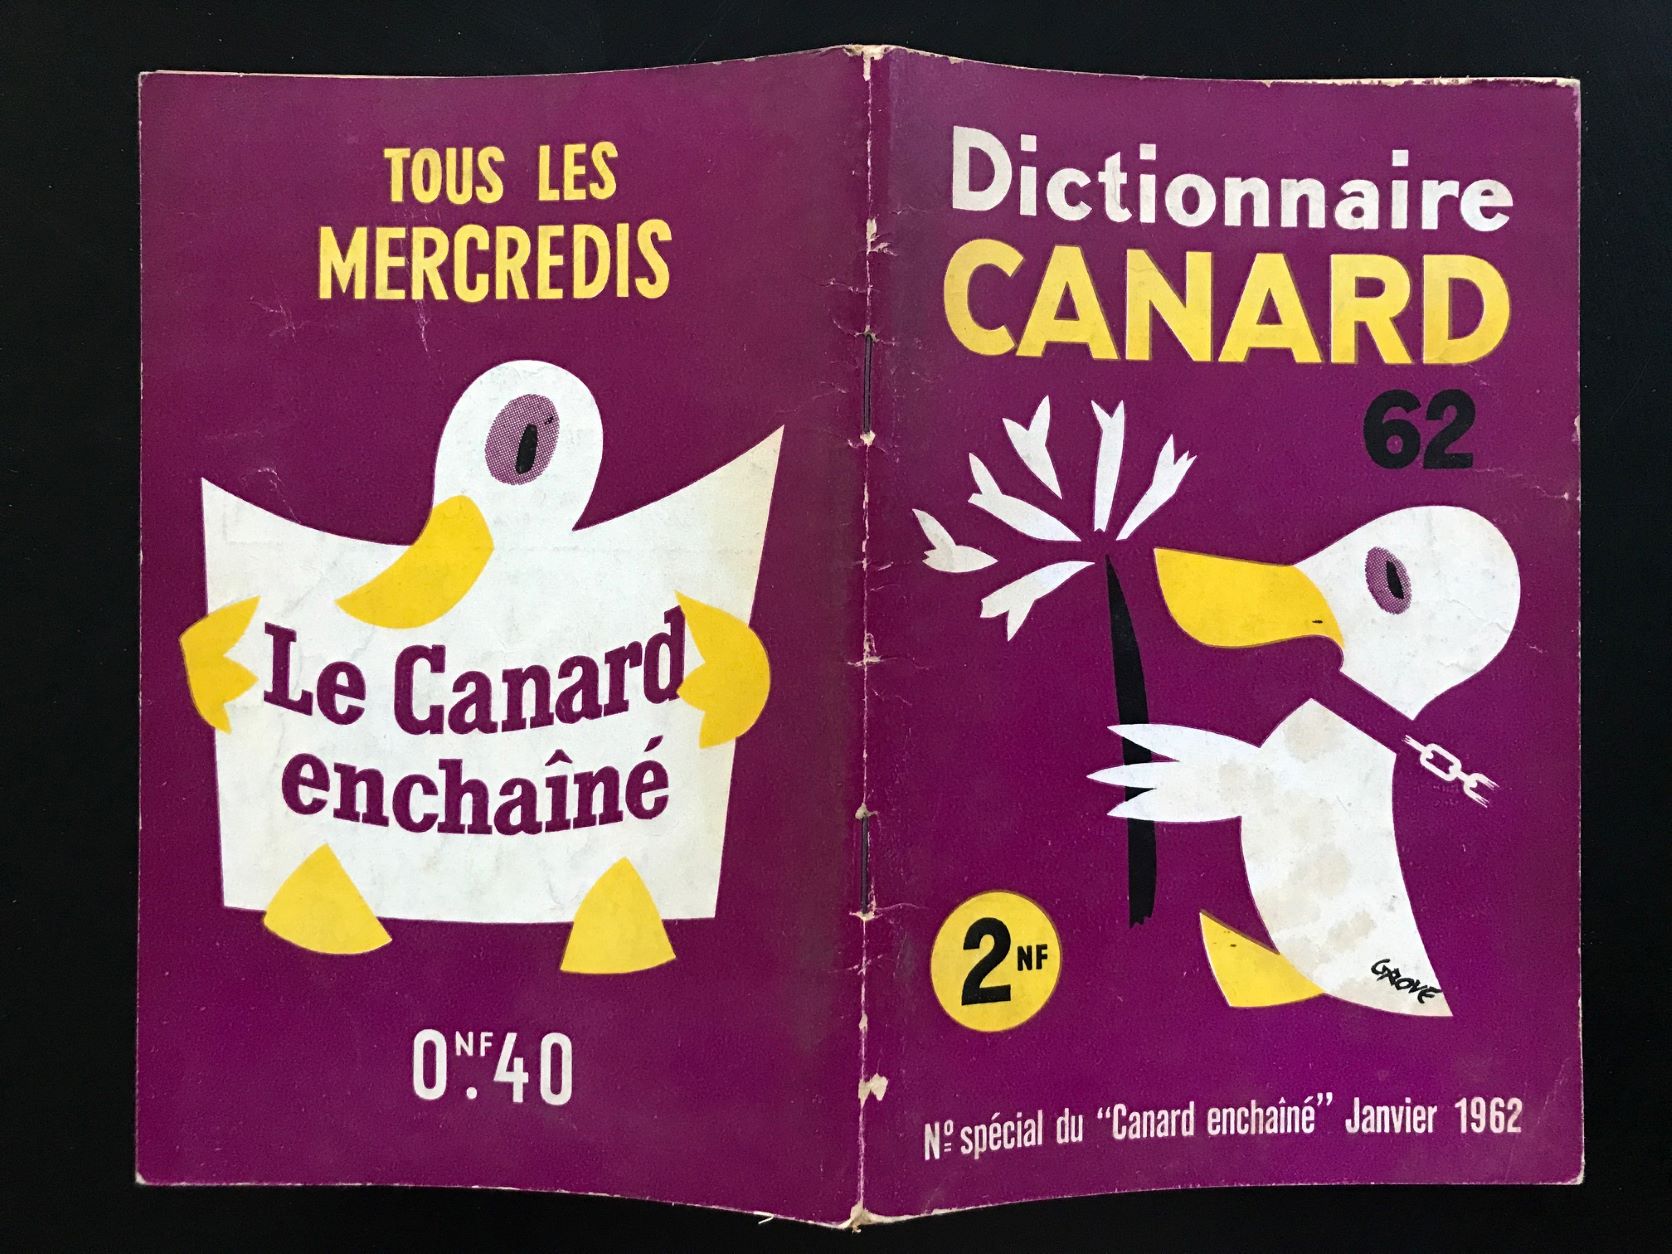 TOUS LES
MERCREDIS
Le Canard
enchaîné
0NF.40
Dictionnaire
CANARD
62
2NF
GROVE
Nº spécial du “Canard enchaîné” Janvier 1962